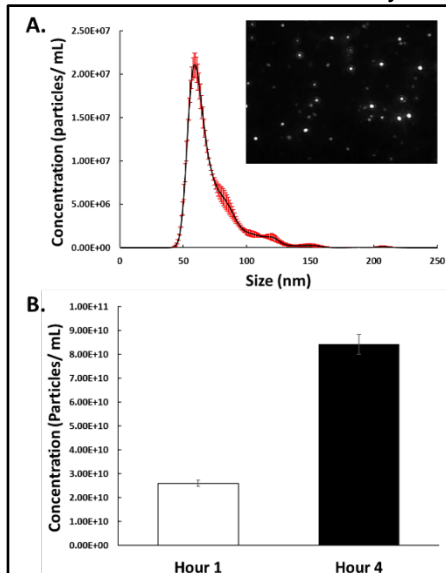 A.
Concentration (particles/ mL)
2.50E+07
2.00E+07
1.50E+07
1.00E+07
5.00E+06
0.00E+00
0 50 100 150 200 250
Size (nm)
B.
Concentration (Particles/ mL)
1.00E+11
9.00E+10
8.00E+10
7.00E+10
6.00E+10
5.00E+10
4.00E+10
3.00E+10
2.00E+10
1.00E+10
0.00E+00
Hour 1 Hour 4